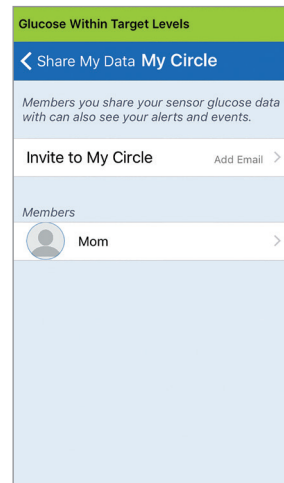 Glucose Within Target Levels
Share My Data My Circle
Members you share your sensor glucose data
with can also see your alerts and events.
Invite to My Circle Add Email
Members
Mom